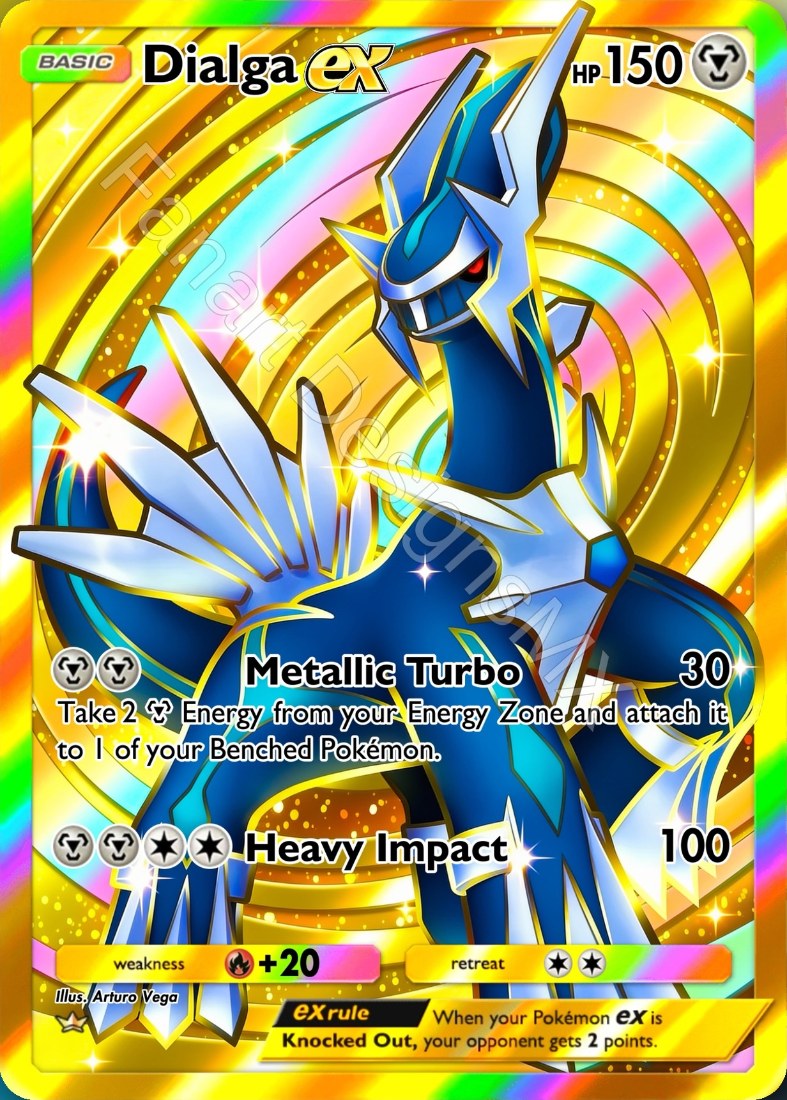 BASIC Dialga ex HP 150
Fanart DesignsMX
Metallic Turbo 30
Take 2 Energy from your Energy Zone and attach it
to 1 of your Benched Pokémon.
Heavy Impact 100
weakness +20 retreat
Illus. Arturo Vega
ex rule When your Pokémon ex is
Knocked Out, your opponent gets 2 points.